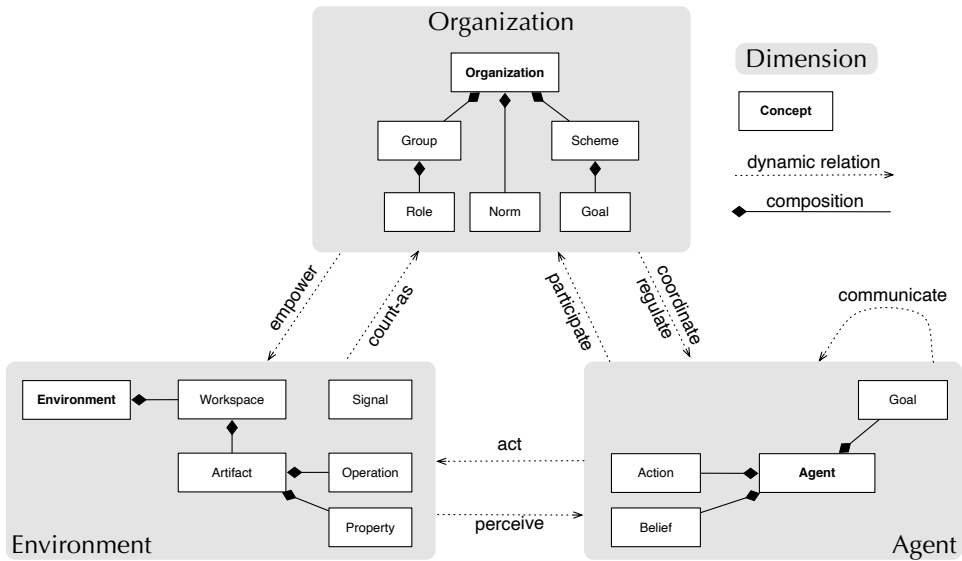 Organization
Organization
Group
Scheme
Role
Norm
Goal
Dimension
Concept
dynamic relation
composition
empower
count-as
participate
coordinate
regulate
communicate
Environment
Workspace
Signal
Artifact
Operation
Property
Environment
act
perceive
Goal
Action
Agent
Belief
Agent